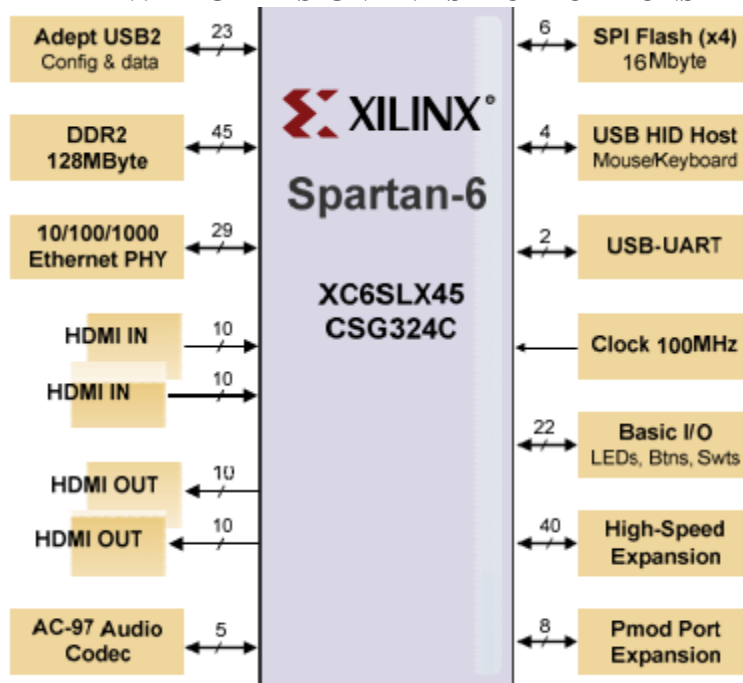 Adept USB2
Config & data
23
DDR2
128MByte
45
10/100/1000
Ethernet PHY
29
HDMI IN
10
HDMI IN
10
HDMI OUT
10
HDMI OUT
10
AC-97 Audio
Codec
5
XILINX®
Spartan-6
XC6SLX45
CSG324C
6
SPI Flash (x4)
16Mbyte
4
USB HID Host
Mouse/Keyboard
2
USB-UART
Clock 100MHz
22
Basic I/O
LEDs, Btns, Swts
40
High-Speed
Expansion
8
Pmod Port
Expansion